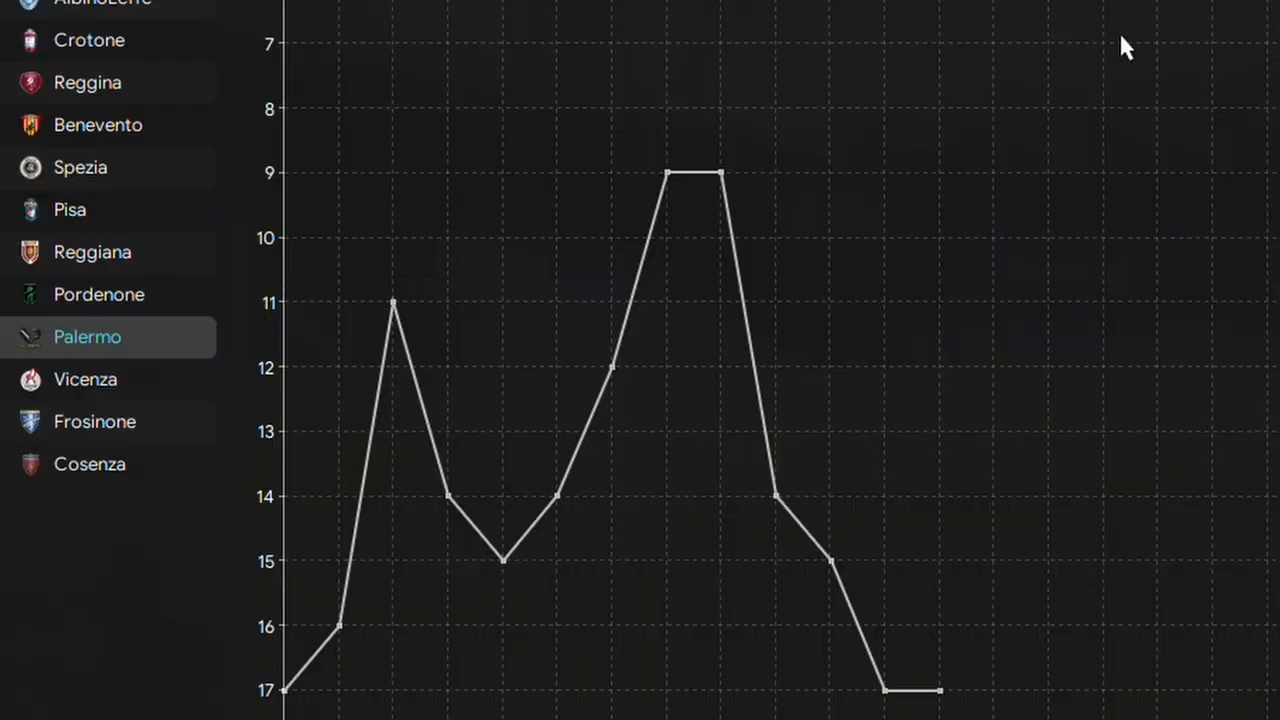 Crotone
Reggina
Benevento
Spezia
Pisa
Reggiana
Pordenone
Palermo
Vicenza
Frosinone
Cosenza
7
8
9
10
11
12
13
14
15
16
17